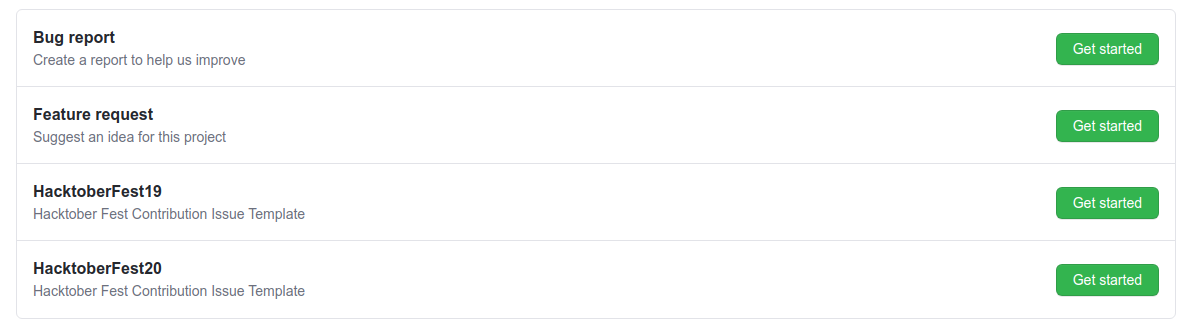 Bug report
Create a report to help us improve
Get started
Feature request
Suggest an idea for this project
Get started
HacktoberFest19
Hacktober Fest Contribution Issue Template
Get started
HacktoberFest20
Hacktober Fest Contribution Issue Template
Get started